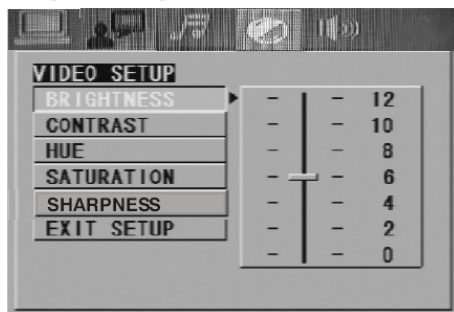 VIDEO SETUP
BRIGHTNESS
CONTRAST
HUE
SATURATION
SHARPNESS
EXIT SETUP
12
10
8
6
4
2
0